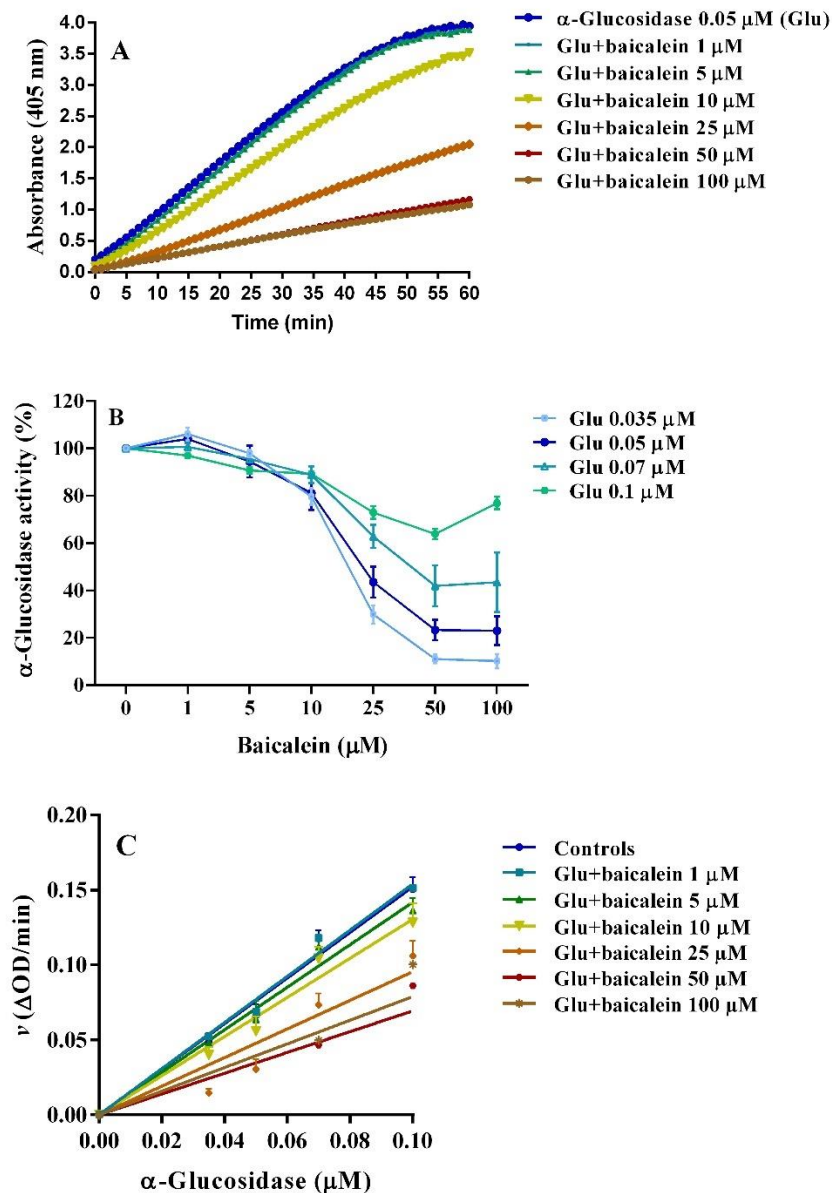 A
Absorbance (405 nm)
4.0
3.5
3.0
2.5
2.0
1.5
1.0
0.5
0.0
0 5 10 15 20 25 30 35 40 45 50 55 60
Time (min)
α-Glucosidase 0.05 μM (Glu)
Glu+baicalein 1 μM
Glu+baicalein 5 μM
Glu+baicalein 10 μM
Glu+baicalein 25 μM
Glu+baicalein 50 μM
Glu+baicalein 100 μM
B
α-Glucosidase activity (%)
120
100
80
60
40
20
0
0 1 5 10 25 50 100
Baicalein (μM)
Glu 0.035 μM
Glu 0.05 μM
Glu 0.07 μM
Glu 0.1 μM
C
v (ΔOD/min)
0.20
0.15
0.10
0.05
0.00
0.00 0.02 0.04 0.06 0.08 0.10
α-Glucosidase (μM)
Controls
Glu+baicalein 1 μM
Glu+baicalein 5 μM
Glu+baicalein 10 μM
Glu+baicalein 25 μM
Glu+baicalein 50 μM
Glu+baicalein 100 μM